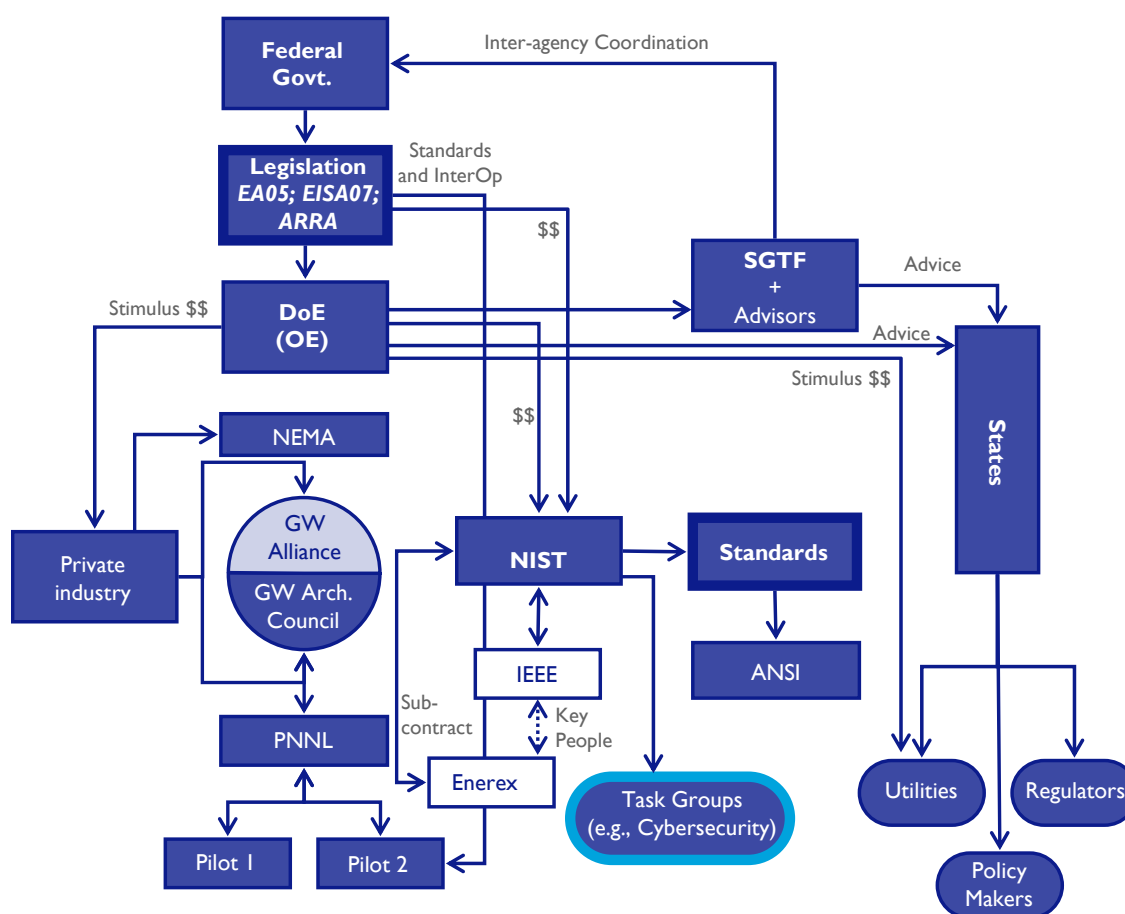 Federal
Govt.
Inter-agency Coordination
Legislation
EA05; EISA07;
ARRA
Standards
and InterOp
$$
SGTF
+
Advisors
Advice
Stimulus $$
DoE
(OE)
Advice
Stimulus $$
$$
States
NEMA
GW
Alliance
GW Arch.
Council
Private
industry
NIST
Standards
IEEE
ANSI
Sub-
contract
Key
People
PNNL
Enerex
Task Groups
(e.g., Cybersecurity)
Utilities
Regulators
Pilot 1
Pilot 2
Policy
Makers